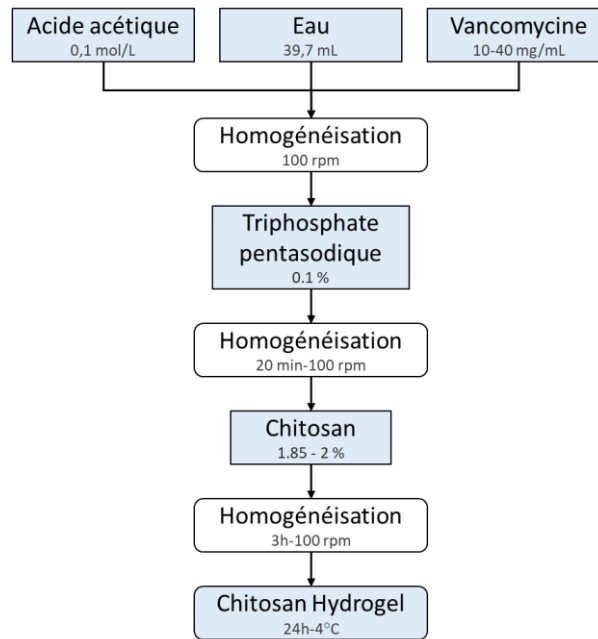 Acide acétique
0,1 mol/L
Eau
39,7 mL
Vancomycine
10-40 mg/mL
Homogénéisation
100 rpm
Triphosphate
pentasodique
0.1 %
Homogénéisation
20 min-100 rpm
Chitosan
1.85 - 2 %
Homogénéisation
3h-100 rpm
Chitosan Hydrogel
24h-4°C